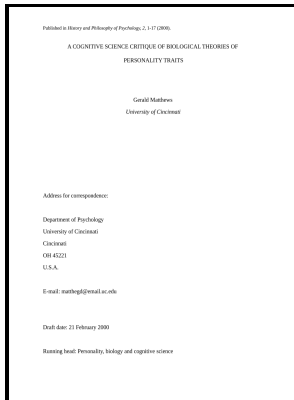 Published in History and Philosophy of Psychology, 2, 1-17 (2000).
A COGNITIVE SCIENCE CRITIQUE OF BIOLOGICAL THEORIES OF
PERSONALITY TRAITS
Gerald Matthews
University of Cincinnati
Address for correspondence:
Department of Psychology
University of Cincinnati
Cincinnati
OH 45221
U.S.A.
E-mail: matthegd@email.uc.edu
Draft date: 21 February 2000
Running head: Personality, biology and cognitive science